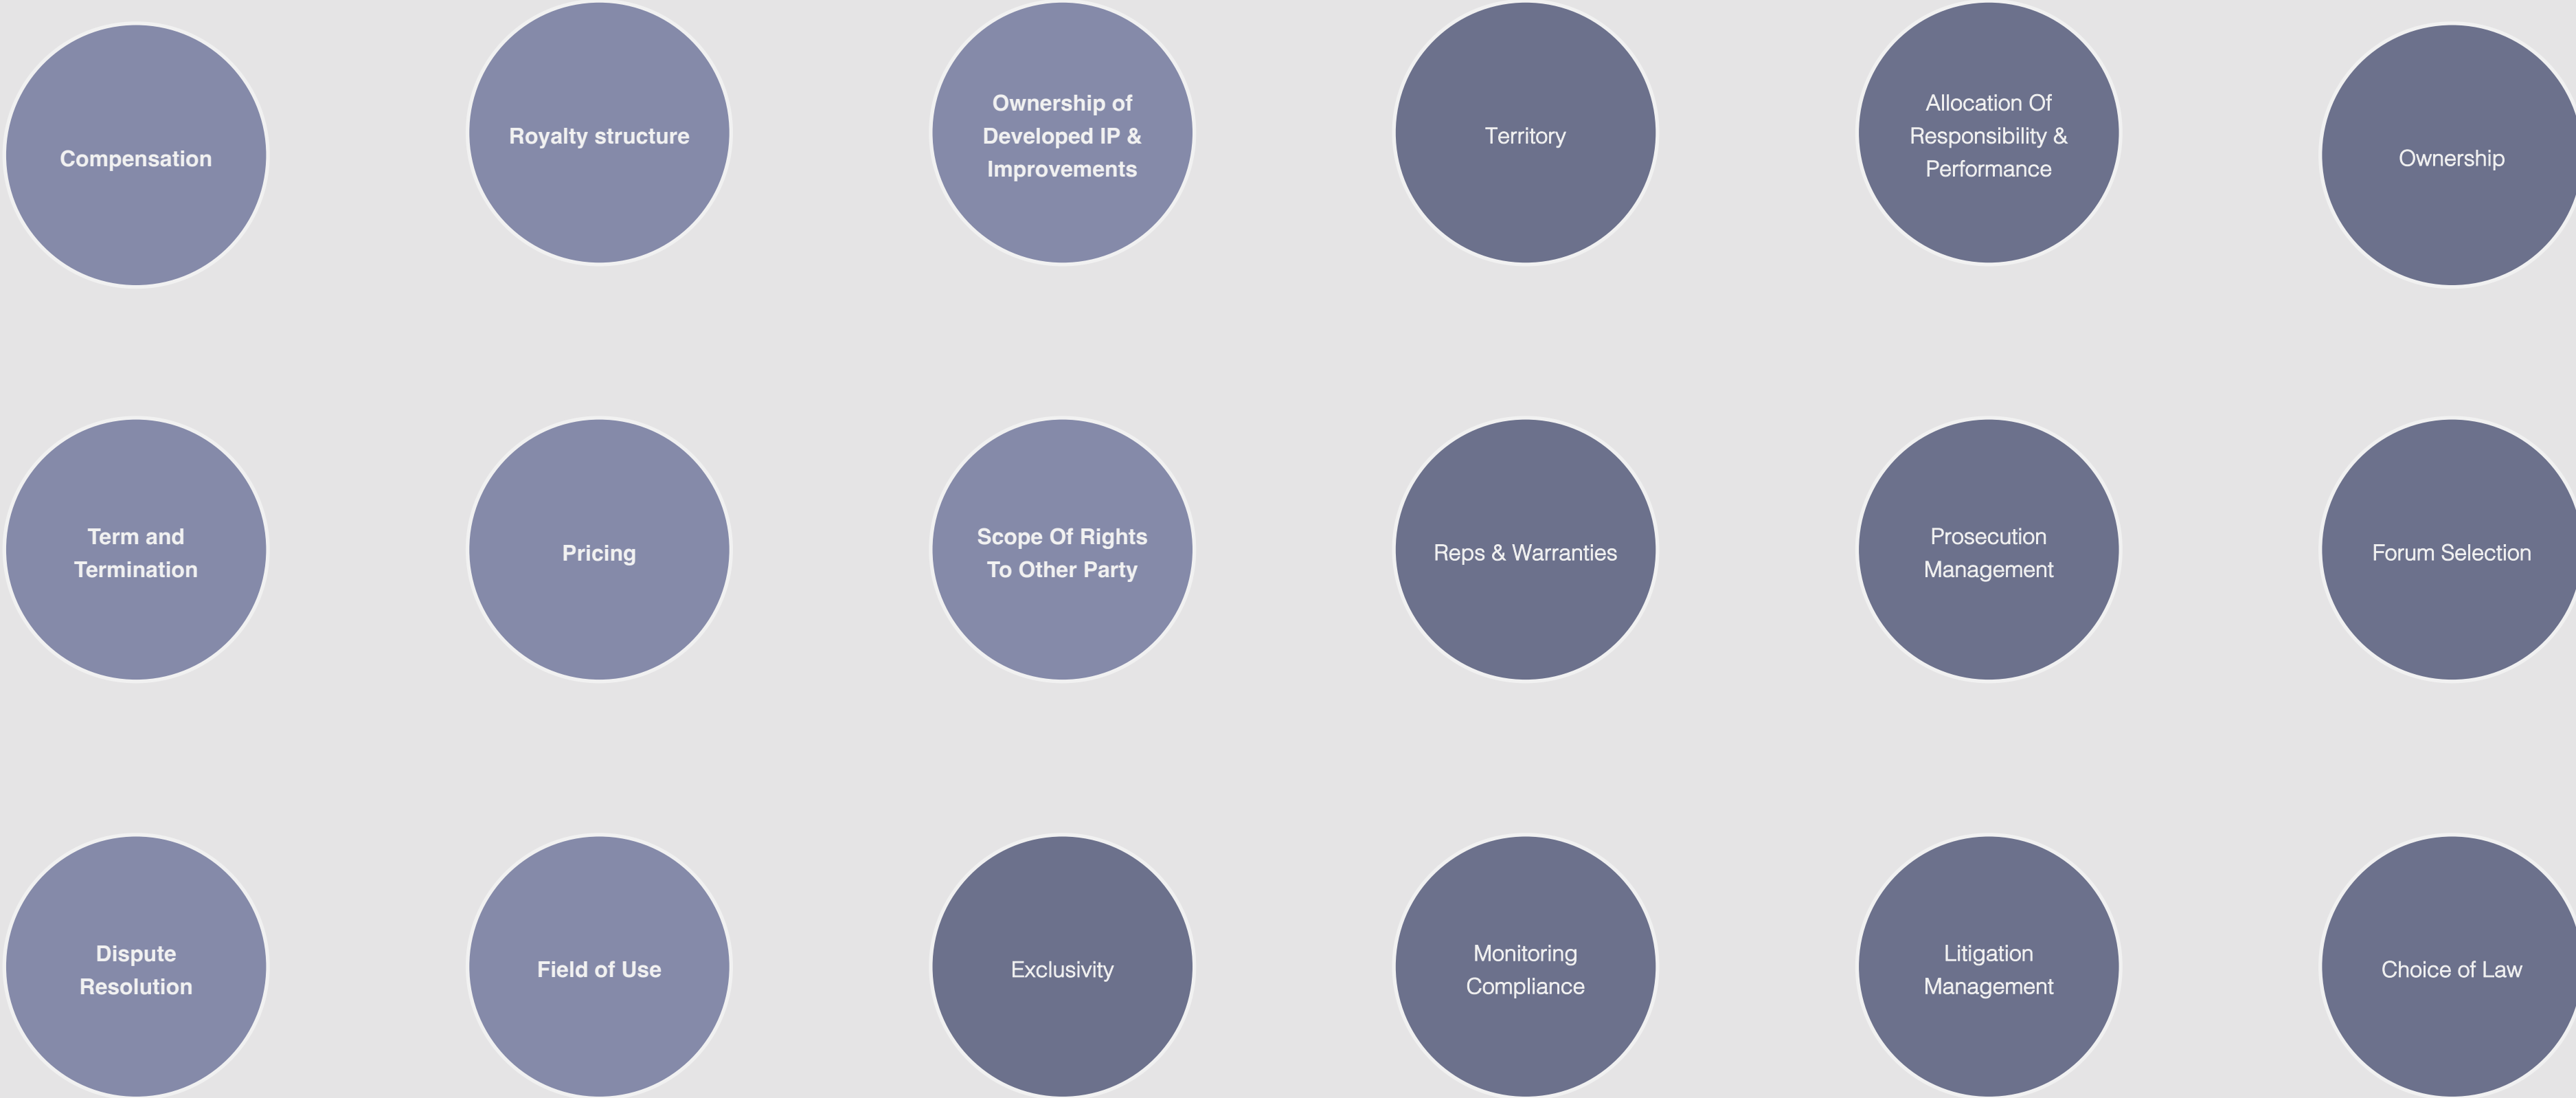 Compensation
Royalty structure
Ownership of
Developed IP &
Improvements
Territory
Allocation Of
Responsibility &
Performance
Ownership
Term and
Termination
Pricing
Scope Of Rights
To Other Party
Reps & Warranties
Prosecution
Management
Forum Selection
Dispute
Resolution
Field of Use
Exclusivity
Monitoring
Compliance
Litigation
Management
Choice of Law